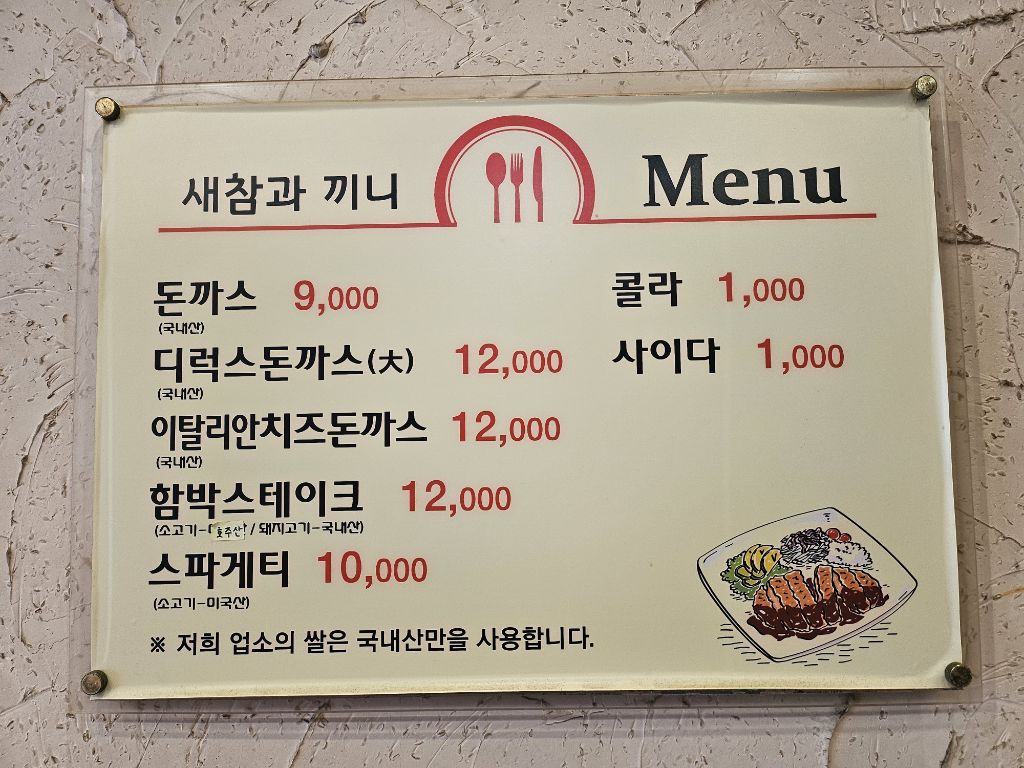 새참과 끼니 Menu
돈까스 9,000
(국내산)
디럭스돈까스(大) 12,000
(국내산)
이탈리안치즈돈까스 12,000
(국내산)
함박스테이크 12,000
(소고기-호주산 / 돼지고기-국내산)
스파게티 10,000
(소고기-미국산)
콜라 1,000
사이다 1,000
※ 저희 업소의 쌀은 국내산만을 사용합니다.